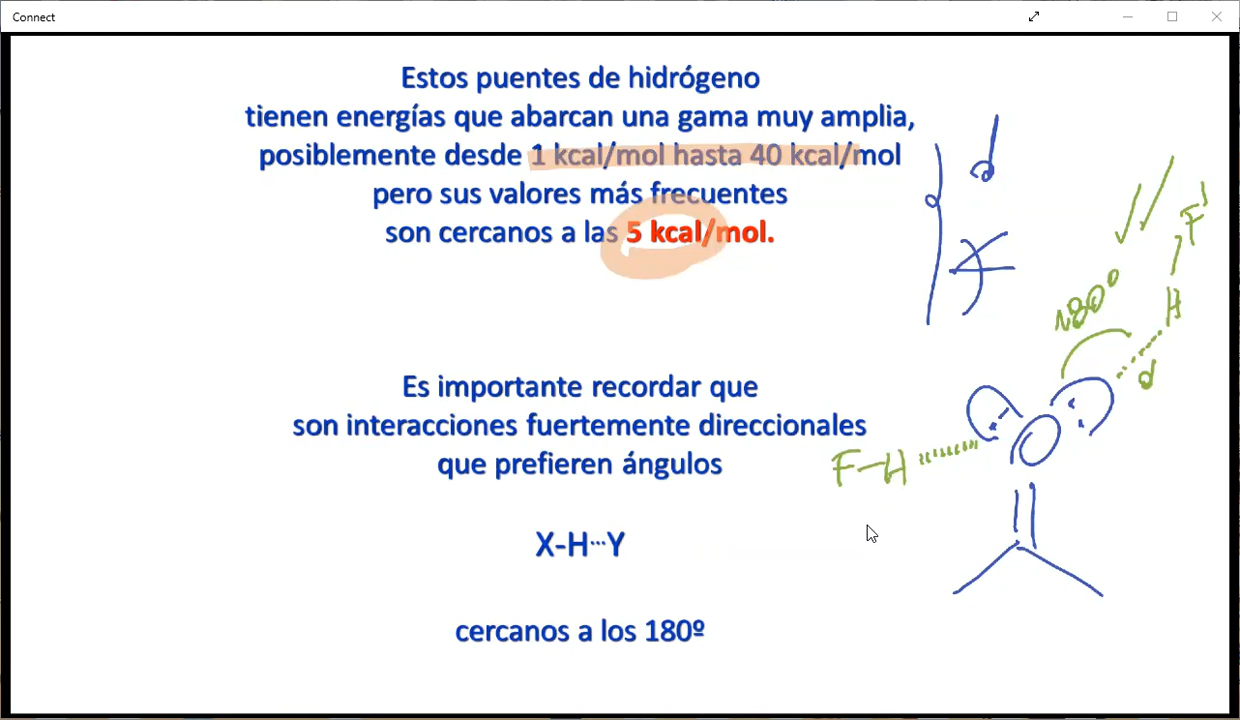 Connect
Estos puentes de hidrógeno
tienen energías que abarcan una gama muy amplia,
posiblemente desde 1 kcal/mol hasta 40 kcal/mol
pero sus valores más frecuentes
son cercanos a las 5 kcal/mol.
d
F
H
180º
d
Es importante recordar que
son interacciones fuertemente direccionales
que prefieren ángulos
O
F-H
X-H···Y
cercanos a los 180º